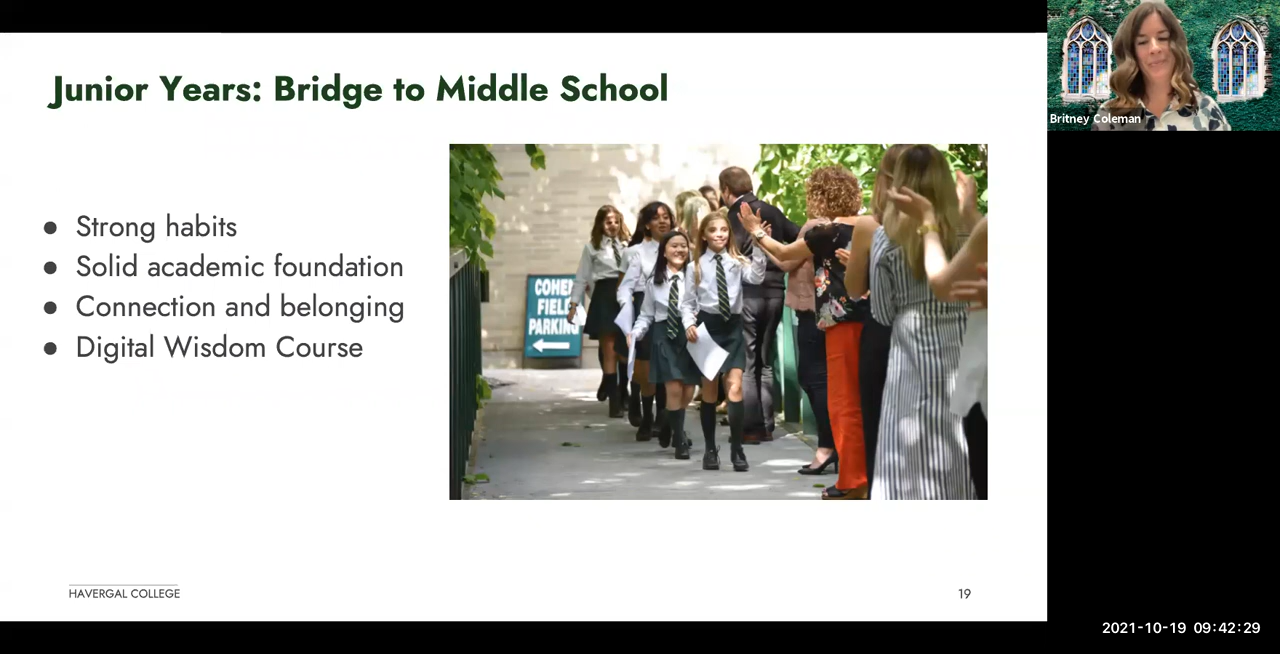 Junior Years: Bridge to Middle School
● Strong habits
● Solid academic foundation
● Connection and belonging
● Digital Wisdom Course
COHEN
FIELD
PARKING
HAVERGAL COLLEGE
19
Britney Coleman
2021-10-19 09:42:29